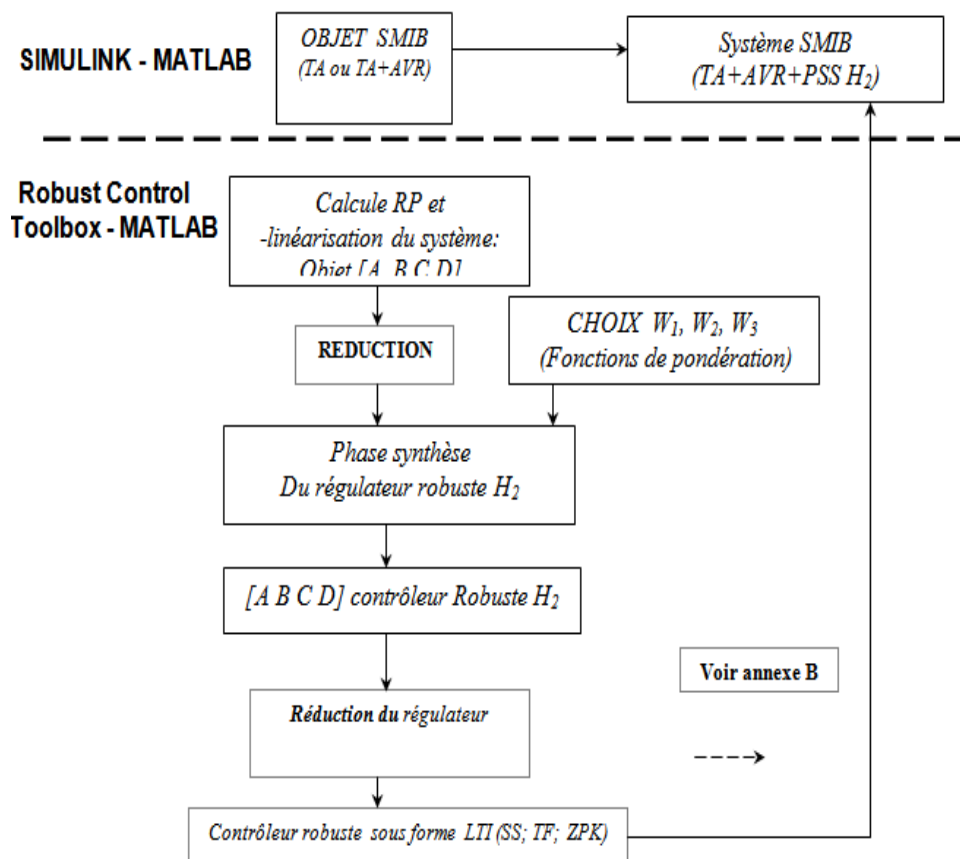 SIMULINK - MATLAB
OBJET SMIB
(TA ou TA+AVR)
Système SMIB
(TA+AVR+PSS H2)
Robust Control
Toolbox - MATLAB
Calcule RP et
-linéarisation du système:
Objet [A B C D]
REDUCTION
CHOIX W1, W2, W3
(Fonctions de pondération)
Phase synthèse
Du régulateur robuste H2
[A B C D] contrôleur Robuste H2
Voir annexe B
Réduction du régulateur
Contrôleur robuste sous forme LTI (SS; TF; ZPK)